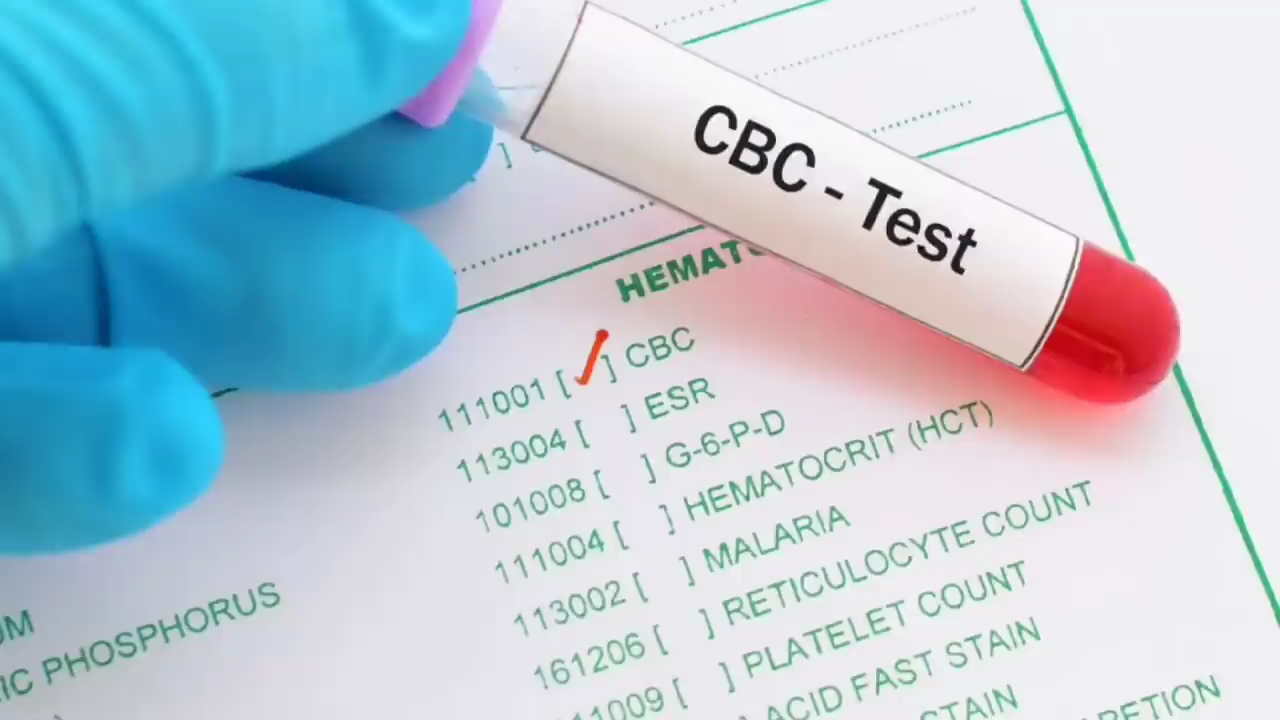 CBC - Test
111001 [ ] CBC
113004 [ ] ESR
101008 [ ] G-6-P-D
111004 [ ] HEMATOCRIT (HCT)
113002 [ ] MALARIA
161206 [ ] RETICULOCYTE COUNT
] PLATELET COUNT
] ACID FAST STAIN
STAIN
PHOSPHORUS